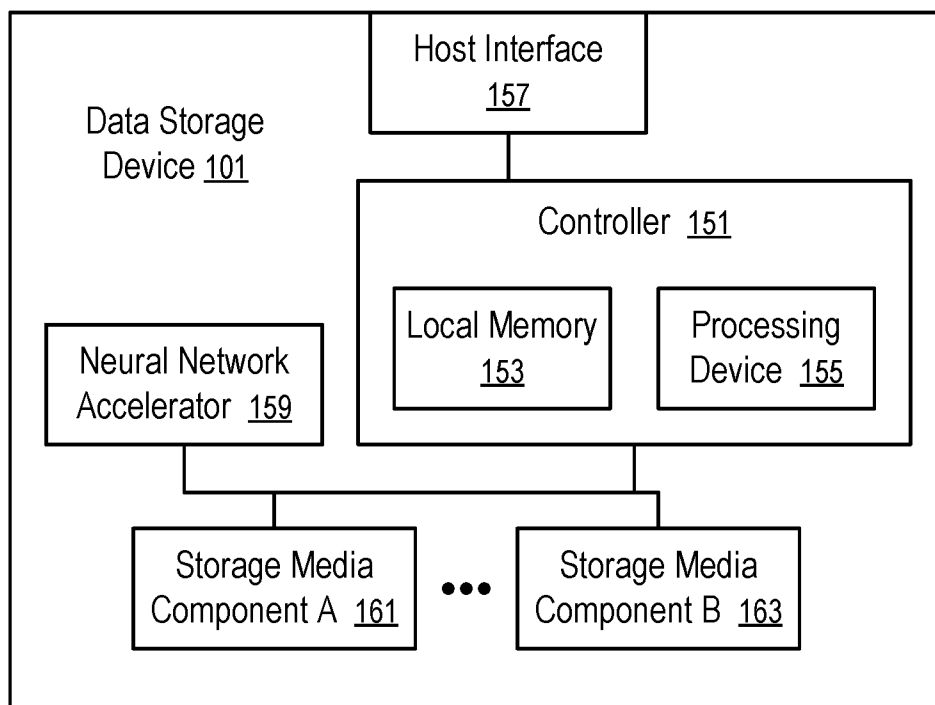 Host Interface
157
Data Storage
Device 101
Controller 151
Local Memory
153
Processing
Device 155
Neural Network
Accelerator 159
Storage Media
Component A 161
Storage Media
Component B 163